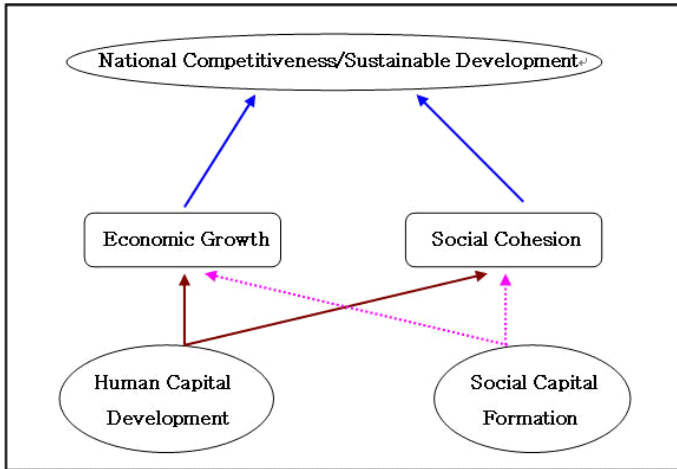 National Competitiveness/Sustainable Development
Economic Growth
Social Cohesion
Human Capital
Development
Social Capital
Formation